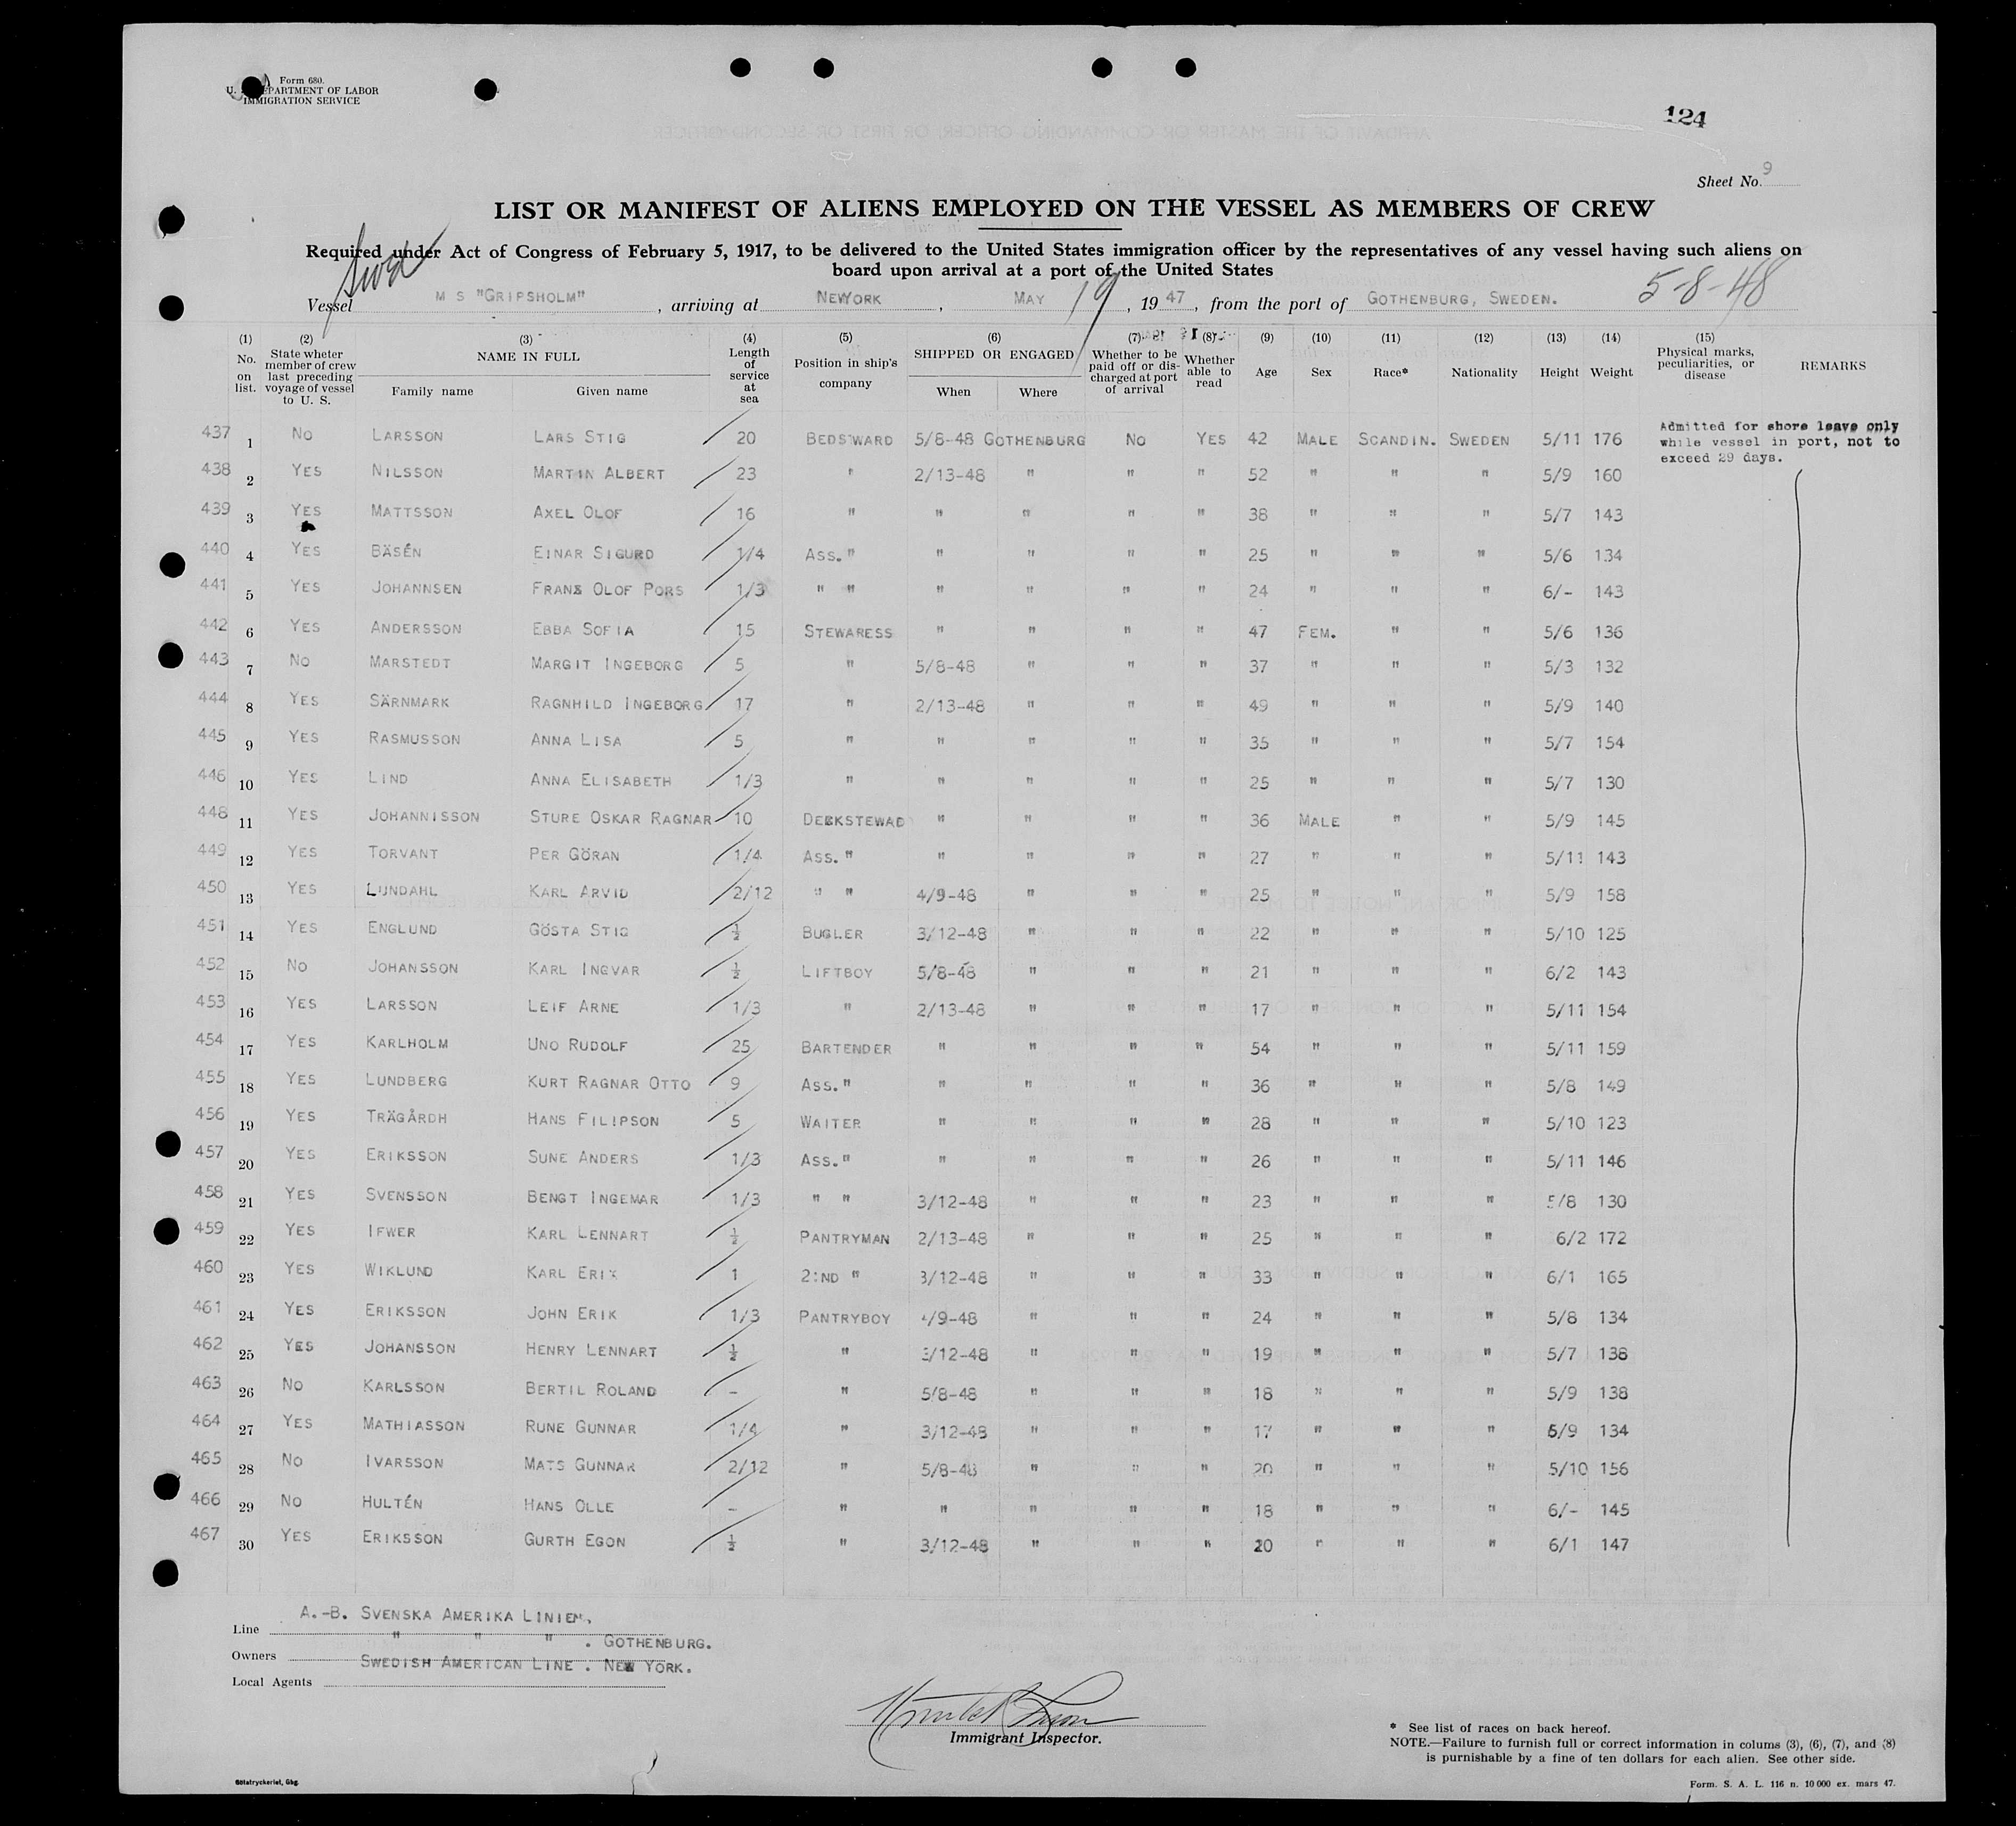 Form 680.
U. S. DEPARTMENT OF LABOR
IMMIGRATION SERVICE
124
Sheet No. 9
LIST OR MANIFEST OF ALIENS EMPLOYED ON THE VESSEL AS MEMBERS OF CREW
Required under Act of Congress of February 5, 1917, to be delivered to the United States immigration officer by the representatives of any vessel having such aliens on
board upon arrival at a port of the United States
Swed
Vessel M S "GRIPSHOLM", arriving at NEWORK, MAY 19, 1947, from the port of GOTHENBURG, SWEDEN. 5-8-48
(1) No. on list. (2) State wheter member of crew last preceding voyage of vessel to U. S. (3) NAME IN FULL Family name Given name (4) Length of service at sea (5) Position in ship's company (6) SHIPPED OR ENGAGED When Where (7) Whether to be paid off or discharged at port of arrival (8) Whether able to read (9) Age (10) Sex (11) Race* (12) Nationality (13) Height (14) Weight (15) Physical marks, peculiarities, or disease REMARKS
437 1 NO LARSSON LARS STIG 20 BEDSWARD 5/8-48 GOTHENBURG NO YES 42 MALE SCANDIN. SWEDEN 5/11 176 Admitted for shore leave only
while vessel in port, not to
exceed 29 days.
438 2 YES NILSSON MARTIN ALBERT 23 " 2/13-48 " " " 52 " " " 5/9 160
439 3 YES MATTSSON AXEL OLOF 16 " " " " " 38 " " " 5/7 143
440 4 YES BÄSÉN EINAR SIGURD 1/4 ASS." " " " " 25 " " " 5/6 134
441 5 YES JOHANNSEN FRANS OLOF PORS 1/3 " " " " " " 24 " " " 6/- 143
442 6 YES ANDERSSON EBBA SOFIA 15 STEWARESS " " " " 47 FEM. " " 5/6 136
443 7 NO MARSTEDT MARGIT INGEBORG 5 " 5/8-48 " " " 37 " " " 5/3 132
444 8 YES SÄRNMARK RAGNHILD INGEBORG 17 " 2/13-48 " " " 49 " " " 5/9 140
445 9 YES RASMUSSON ANNA LISA 5 " " " " " 35 " " " 5/7 154
446 10 YES LIND ANNA ELISABETH 1/3 " " " " " 25 " " " 5/7 130
448 11 YES JOHANNISSON STURE OSKAR RAGNAR 10 DECKSTEWAD " " " " 36 MALE " " 5/9 145
449 12 YES TORVANT PER GÖRAN 1/4 ASS." " " " " 27 " " " 5/11 143
450 13 YES LUNDAHL KARL ARVID 2/12 " " 4/9-48 " " " 25 " " " 5/9 158
451 14 YES ENGLUND GÖSTA STIG ½ BUGLER 3/12-48 " " " 22 " " " 5/10 125
452 15 NO JOHANSSON KARL INGVAR ½ LIFTBOY 5/8-48 " " " 21 " " " 6/2 143
453 16 YES LARSSON LEIF ARNE 1/3 " 2/13-48 " " " 17 " " " 5/11 154
454 17 YES KARLHOLM UNO RUDOLF 25 BARTENDER " " " " 54 " " " 5/11 159
455 18 YES LUNDBERG KURT RAGNAR OTTO 9 ASS." " " " " 36 " " " 5/8 149
456 19 YES TRÄGÅRDH HANS FILIPSON 5 WAITER " " " " 28 " " " 5/10 123
457 20 YES ERIKSSON SUNE ANDERS 1/3 ASS." " " " " 26 " " " 5/11 146
458 21 YES SVENSSON BENGT INGEMAR 1/3 " " 3/12-48 " " " 23 " " " 5/8 130
459 22 YES IFWER KARL LENNART ½ PANTRYMAN 2/13-48 " " " 25 " " " 6/2 172
460 23 YES WIKLUND KARL ERIK 1 2:ND " 3/12-48 " " " 33 " " " 6/1 165
461 24 YES ERIKSSON JOHN ERIK 1/3 PANTRYBOY 4/9-48 " " " 24 " " " 5/8 134
462 25 YES JOHANSSON HENRY LENNART ½ " 3/12-48 " " " 19 " " " 5/7 138
463 26 NO KARLSSON BERTIL ROLAND - " 5/8-48 " " " 18 " " " 5/9 138
464 27 YES MATHIASSON RUNE GUNNAR 1/4 " 3/12-48 " " " 17 " " " 5/9 134
465 28 NO IVARSSON MATS GUNNAR 2/12 " 5/8-48 " " " 20 " " " 5/10 156
466 29 NO HULTÉN HANS OLLE - " " " " " 18 " " " 6/- 145
467 30 YES ERIKSSON GURTH EGON ½ " 3/12-48 " " " 20 " " " 6/1 147
Line A.-B. SVENSKA AMERIKA LINIEN,
Owners " " " . GOTHENBURG.
Local Agents SWEDISH AMERICAN LINE . NEW YORK.
Immigrant Inspector.
* See list of races on back hereof.
NOTE.—Failure to furnish full or correct information in colums (3), (6), (7), and (8)
is punishable by a fine of ten dollars for each alien. See other side.
Götatryckeriet, Gbg.
Form. S. A. L. 116 n. 10 000 ex. mars 47.